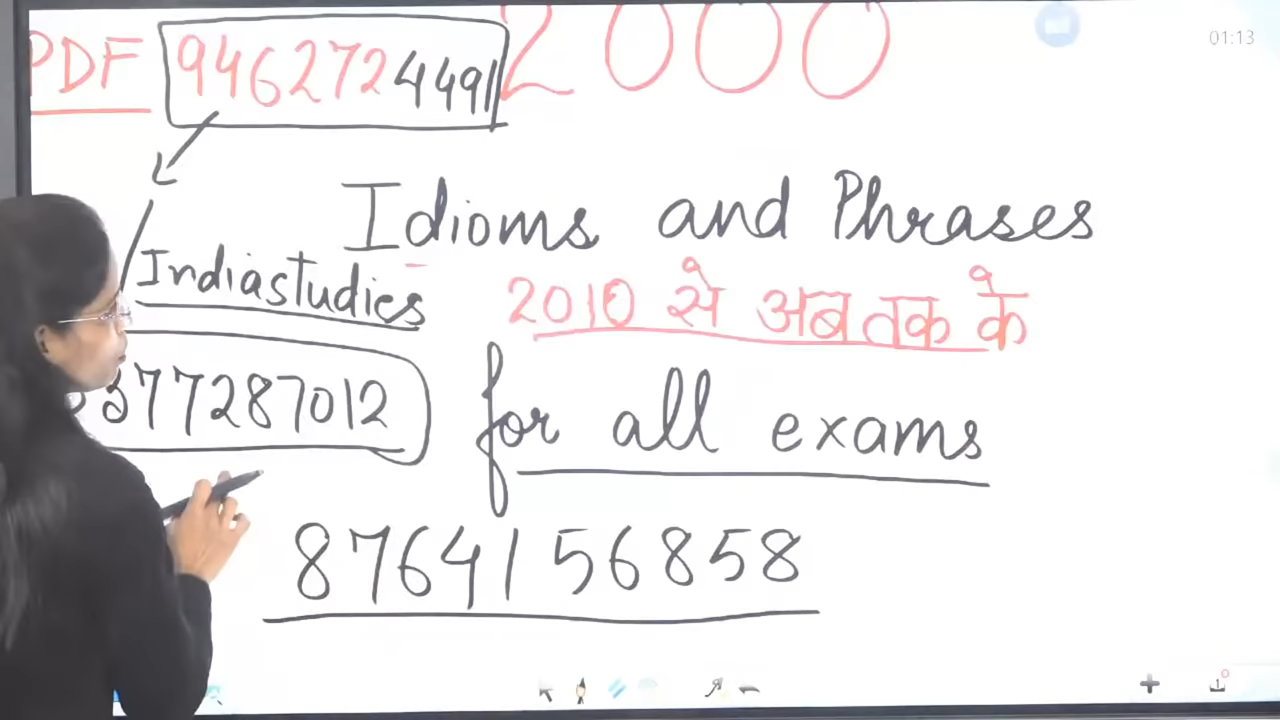 PDF 9462724491 2000
01:13
Idioms and Phrases
Indiastudies
2010 से अब तक के
377287012
for all exams
8764156858